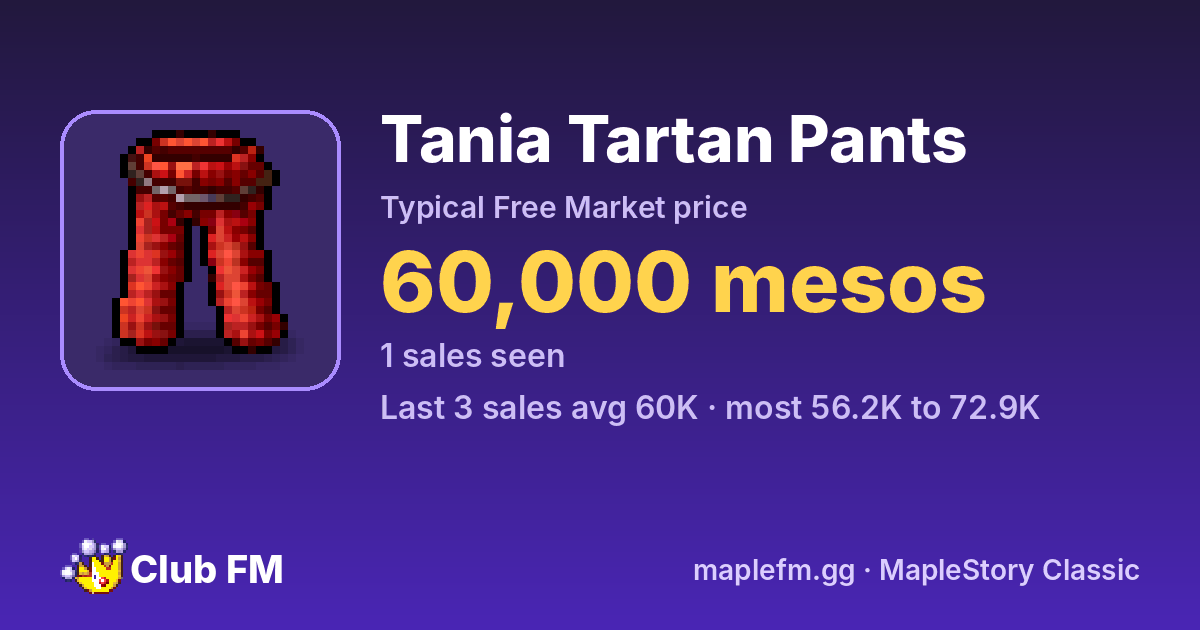 Tania Tartan Pants
Typical Free Market price
60,000 mesos
1 sales seen
Last 3 sales avg 60K · most 56.2K to 72.9K
Club FM
maplefm.gg · MapleStory Classic